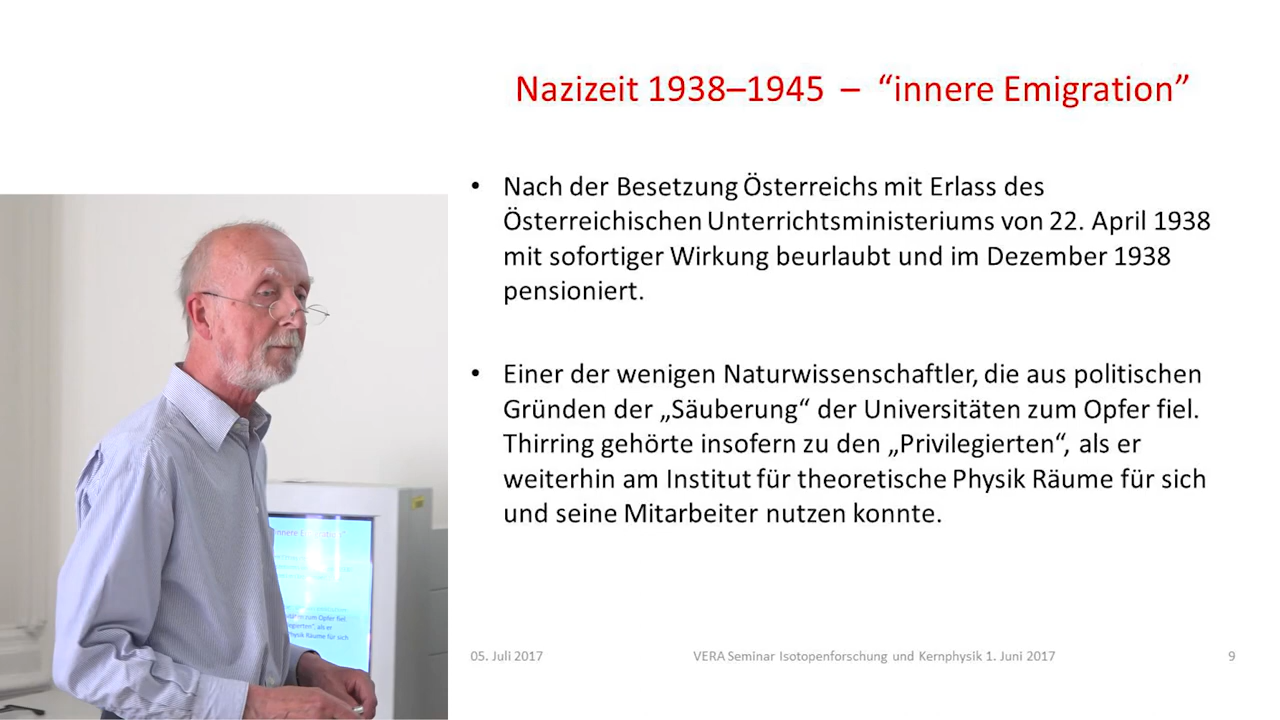 Nazizeit 1938–1945 – “innere Emigration”
• Nach der Besetzung Österreichs mit Erlass des
Österreichischen Unterrichtsministeriums von 22. April 1938
mit sofortiger Wirkung beurlaubt und im Dezember 1938
pensioniert.
• Einer der wenigen Naturwissenschaftler, die aus politischen
Gründen der „Säuberung“ der Universitäten zum Opfer fiel.
Thirring gehörte insofern zu den „Privilegierten“, als er
weiterhin am Institut für theoretische Physik Räume für sich
und seine Mitarbeiter nutzen konnte.
05. Juli 2017 VERA Seminar Isotopenforschung und Kernphysik 1. Juni 2017 9